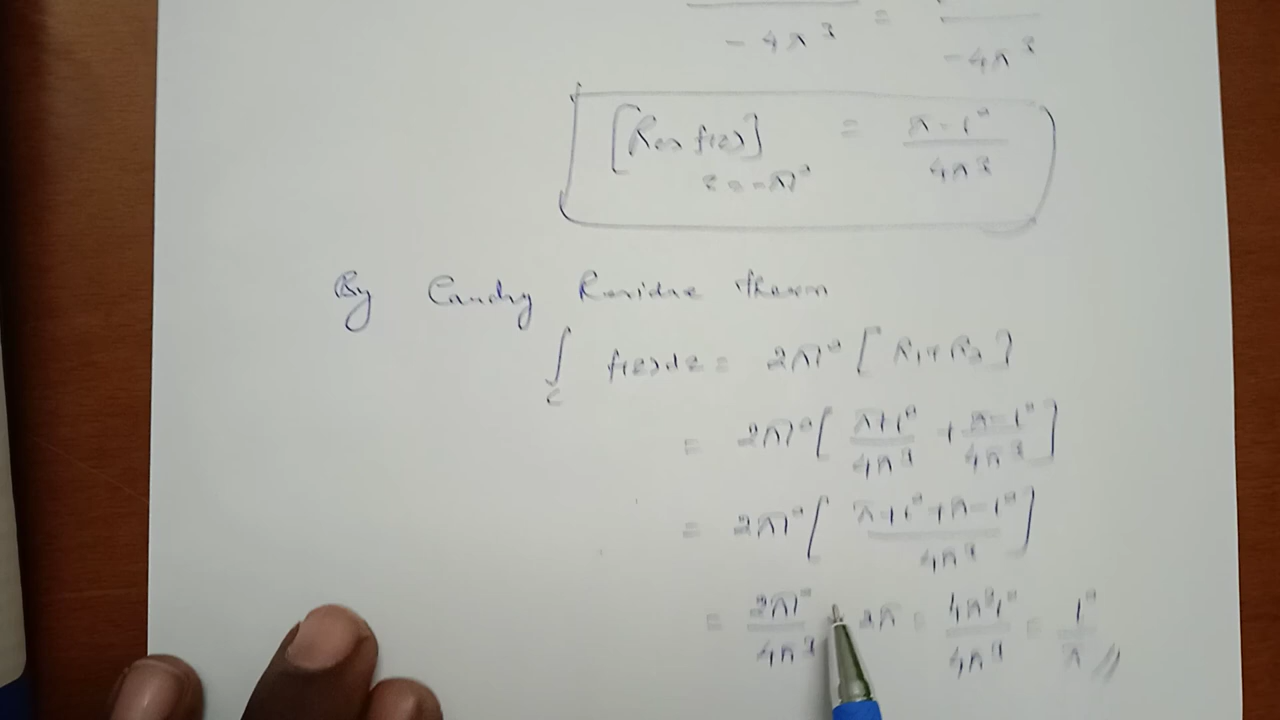 -4π³ = -4π³
[Res f(z)] z=-πi = π-i / 4π³
By Cauchy Residue therm
∫c f(z)dz = 2πi [R₁+R₂]
= 2πi [π+i / 4π³ + π-i / 4π³]
= 2πi [π+i+π-i / 4π³]
= 2πi / 4π³ 2π = 4π²i / 4π³ = i / π //